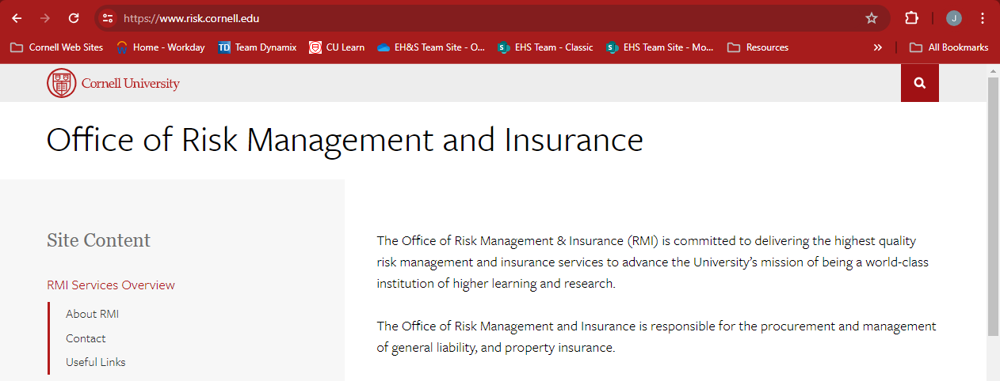 https://www.risk.cornell.edu
J
Cornell Web Sites Home - Workday TD Team Dynamix CU Learn EH&S Team Site - O... S EHS Team - Classic S EHS Team Site - Mo... Resources » All Bookmarks
Cornell University
Office of Risk Management and Insurance
Site Content
RMI Services Overview
About RMI
Contact
Useful Links
The Office of Risk Management & Insurance (RMI) is committed to delivering the highest quality
risk management and insurance services to advance the University’s mission of being a world-class
institution of higher learning and research.
The Office of Risk Management and Insurance is responsible for the procurement and management
of general liability, and property insurance.